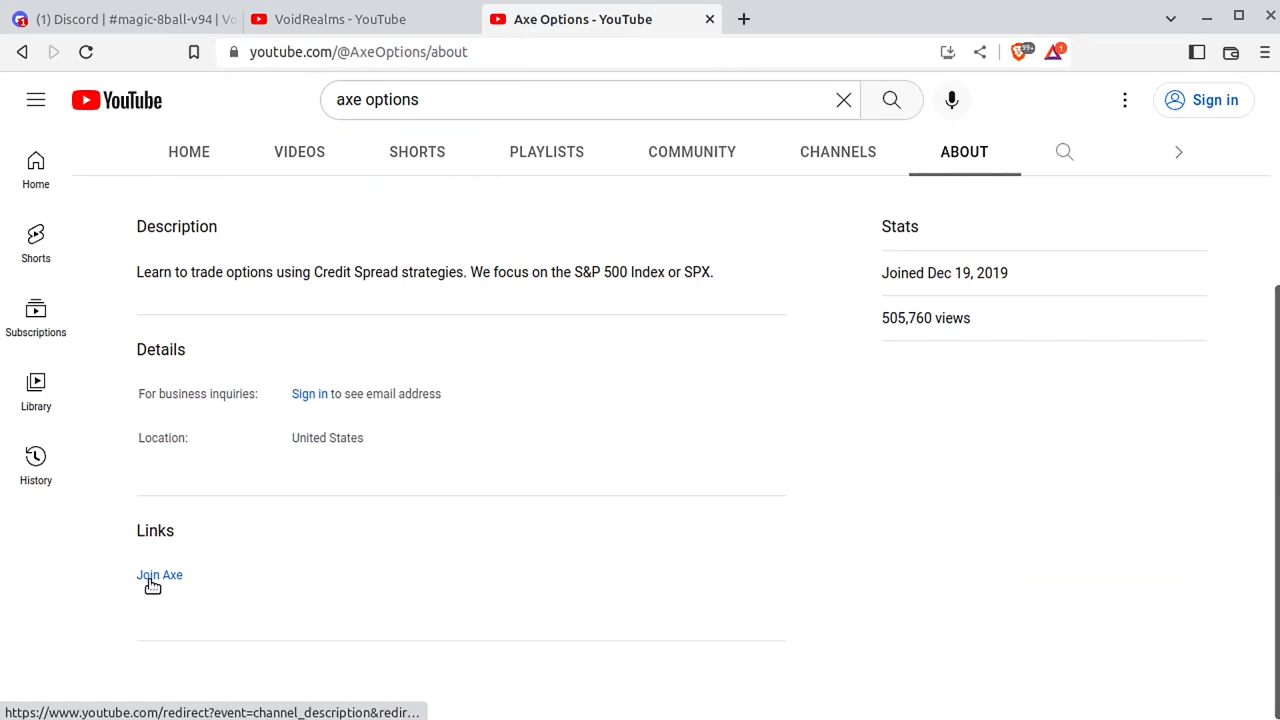 (1) Discord | #magic-8ball-v94 | Vo
VoidRealms - YouTube
Axe Options - YouTube
youtube.com/@AxeOptions/about
99+
1
YouTube
axe options
Sign in
HOME
VIDEOS
SHORTS
PLAYLISTS
COMMUNITY
CHANNELS
ABOUT
Home
Shorts
Subscriptions
Library
History
Description
Learn to trade options using Credit Spread strategies. We focus on the S&P 500 Index or SPX.
Details
For business inquiries: Sign in to see email address
Location: United States
Links
Join Axe
Stats
Joined Dec 19, 2019
505,760 views
https://www.youtube.com/redirect?event=channel_description&redir...